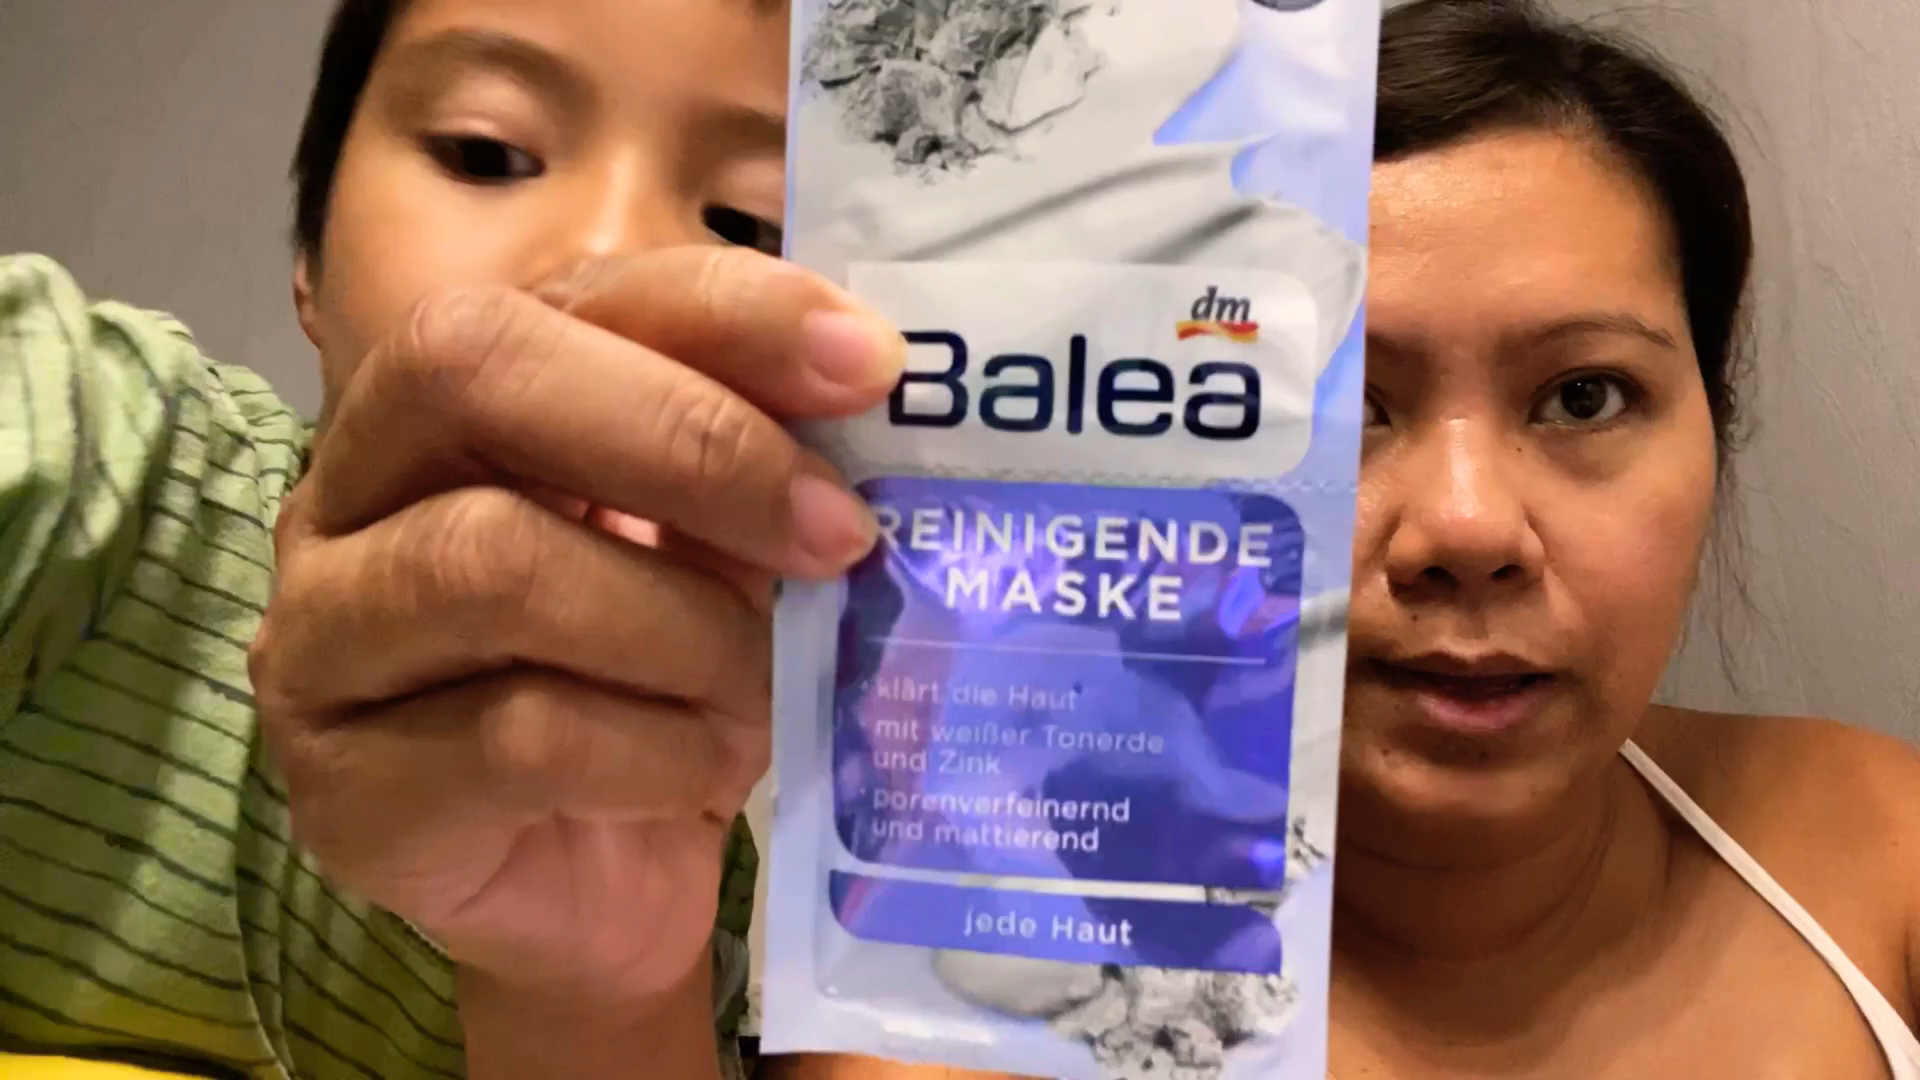 dm
Balea
REINIGENDE
MASKE
klärt die Haut
mit weißer Tonerde
und Zink
porenverfeinernd
und mattierend
jede Haut